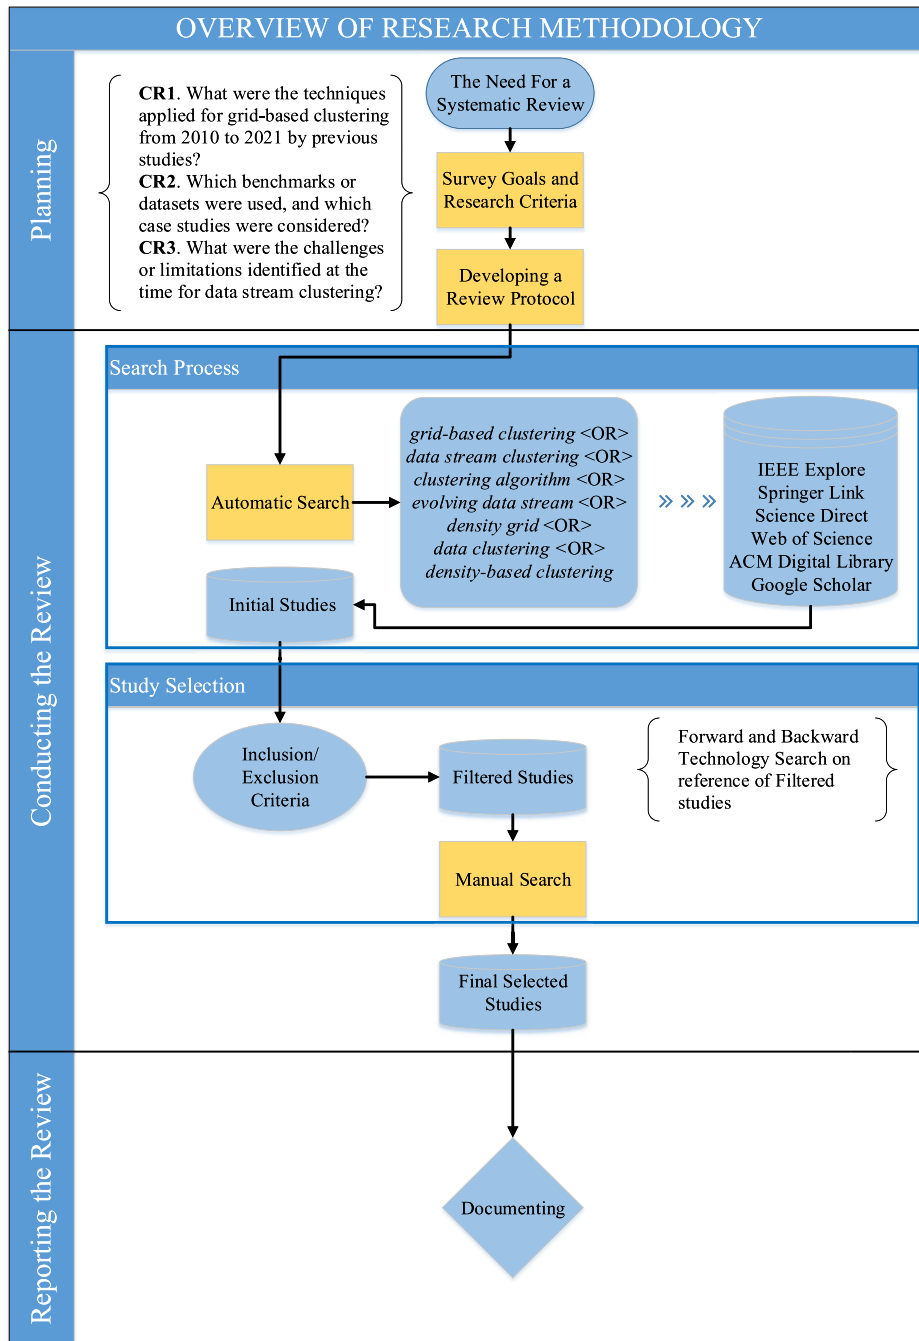 OVERVIEW OF RESEARCH METHODOLOGY
Planning
CR1. What were the techniques
applied for grid-based clustering
from 2010 to 2021 by previous
studies?
CR2. Which benchmarks or
datasets were used, and which
case studies were considered?
CR3. What were the challenges
or limitations identified at the
time for data stream clustering?
The Need For a
Systematic Review
Survey Goals and
Research Criteria
Developing a
Review Protocol
Conducting the Review
Search Process
Automatic Search
grid-based clustering <OR>
data stream clustering <OR>
clustering algorithm <OR>
evolving data stream <OR>
density grid <OR>
data clustering <OR>
density-based clustering
IEEE Explore
Springer Link
Science Direct
Web of Science
ACM Digital Library
Google Scholar
Initial Studies
Study Selection
Inclusion/
Exclusion
Criteria
Filtered Studies
Forward and Backward
Technology Search on
reference of Filtered
studies
Manual Search
Final Selected
Studies
Reporting the Review
Documenting